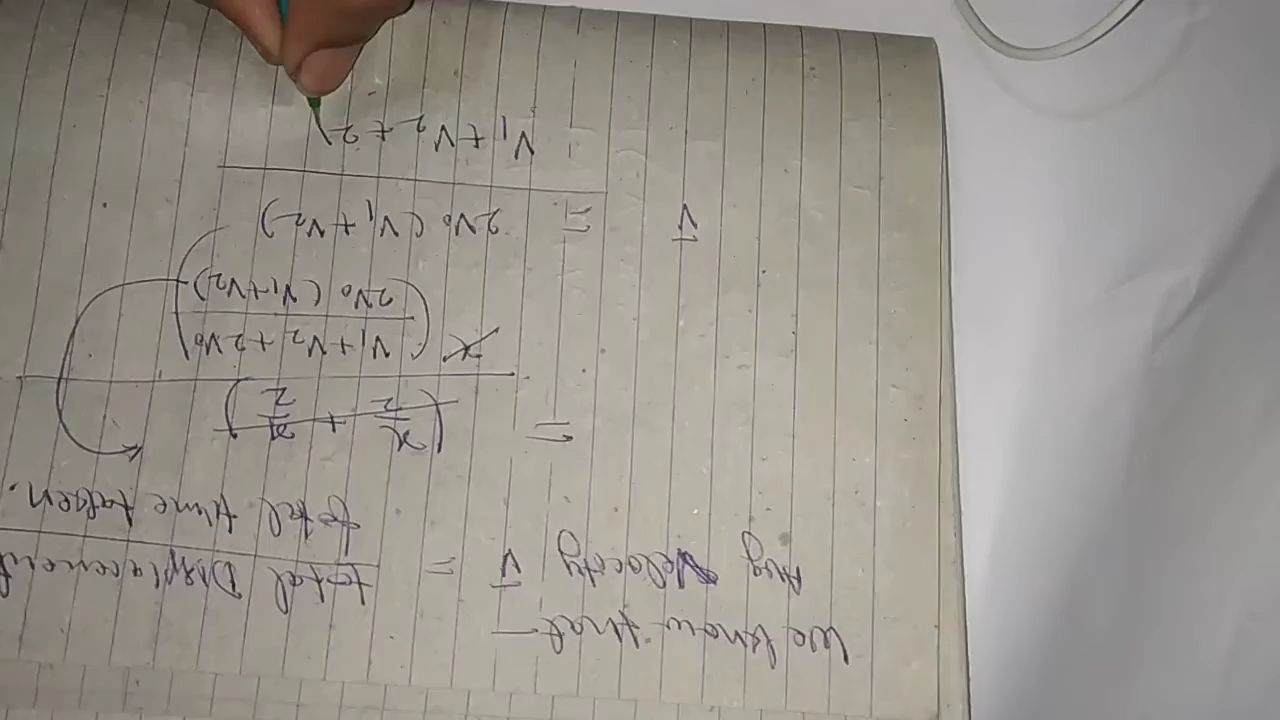 We know that —
Avg velocity v̄ = total Displacement
total time taken.
= (x/2 + x/2)
x (v₁ + v₂ + 2v₀
2v₀ (v₁+v₂))
v̄ = 2v₀ (v₁ + v₂)
v₁ + v₂ + 2